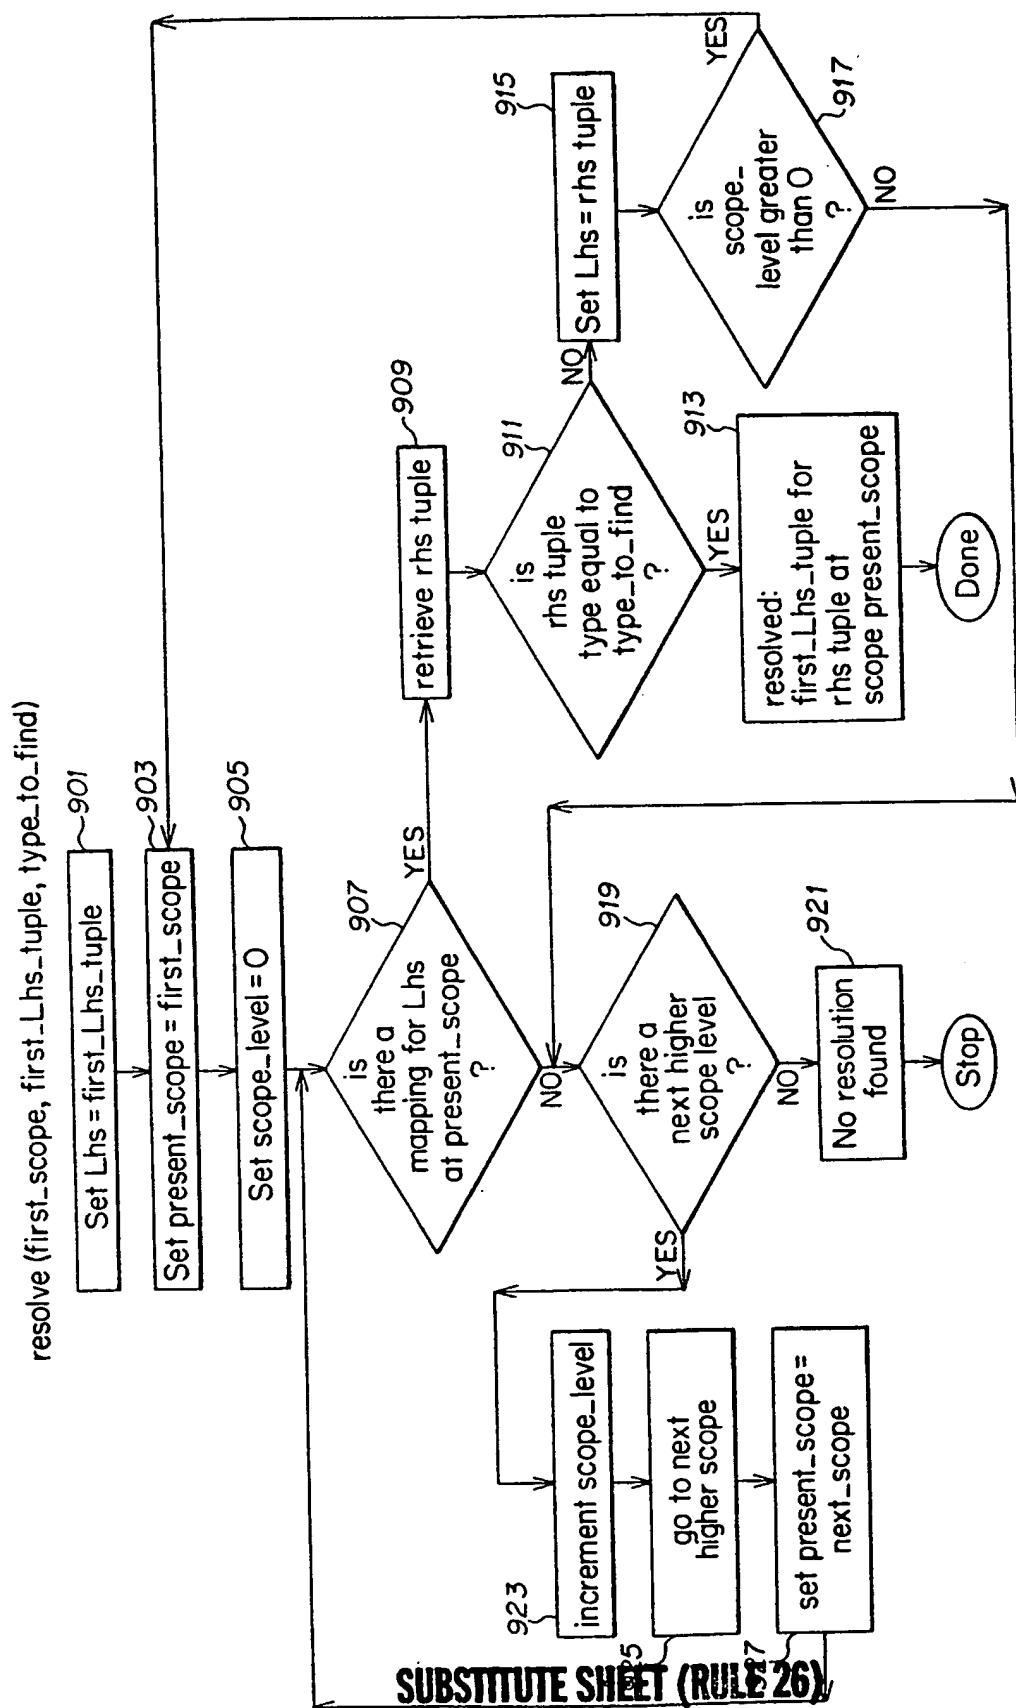 resolve (first_scope, first_Lhs_tuple, type_to_find)
901
Set Lhs = first_Lhs_tuple
903
Set present_scope = first_scope
905
Set scope_level = 0
907
is
there a
mapping for Lhs
at present_scope
?
YES
NO
909
retrieve rhs tuple
911
is
rhs tuple
type equal to
type_to_find
?
NO
YES
913
resolved:
first_Lhs_tuple for
rhs tuple at
scope present_scope
Done
915
Set Lhs = rhs tuple
917
is
scope_
level greater
than 0
?
YES
NO
919
is
there a
next higher
scope level
?
YES
NO
921
No resolution
found
Stop
923
increment scope_level
go to next
higher scope
set present_scope=
next_scope
SUBSTITUTE SHEET (RULE 26)